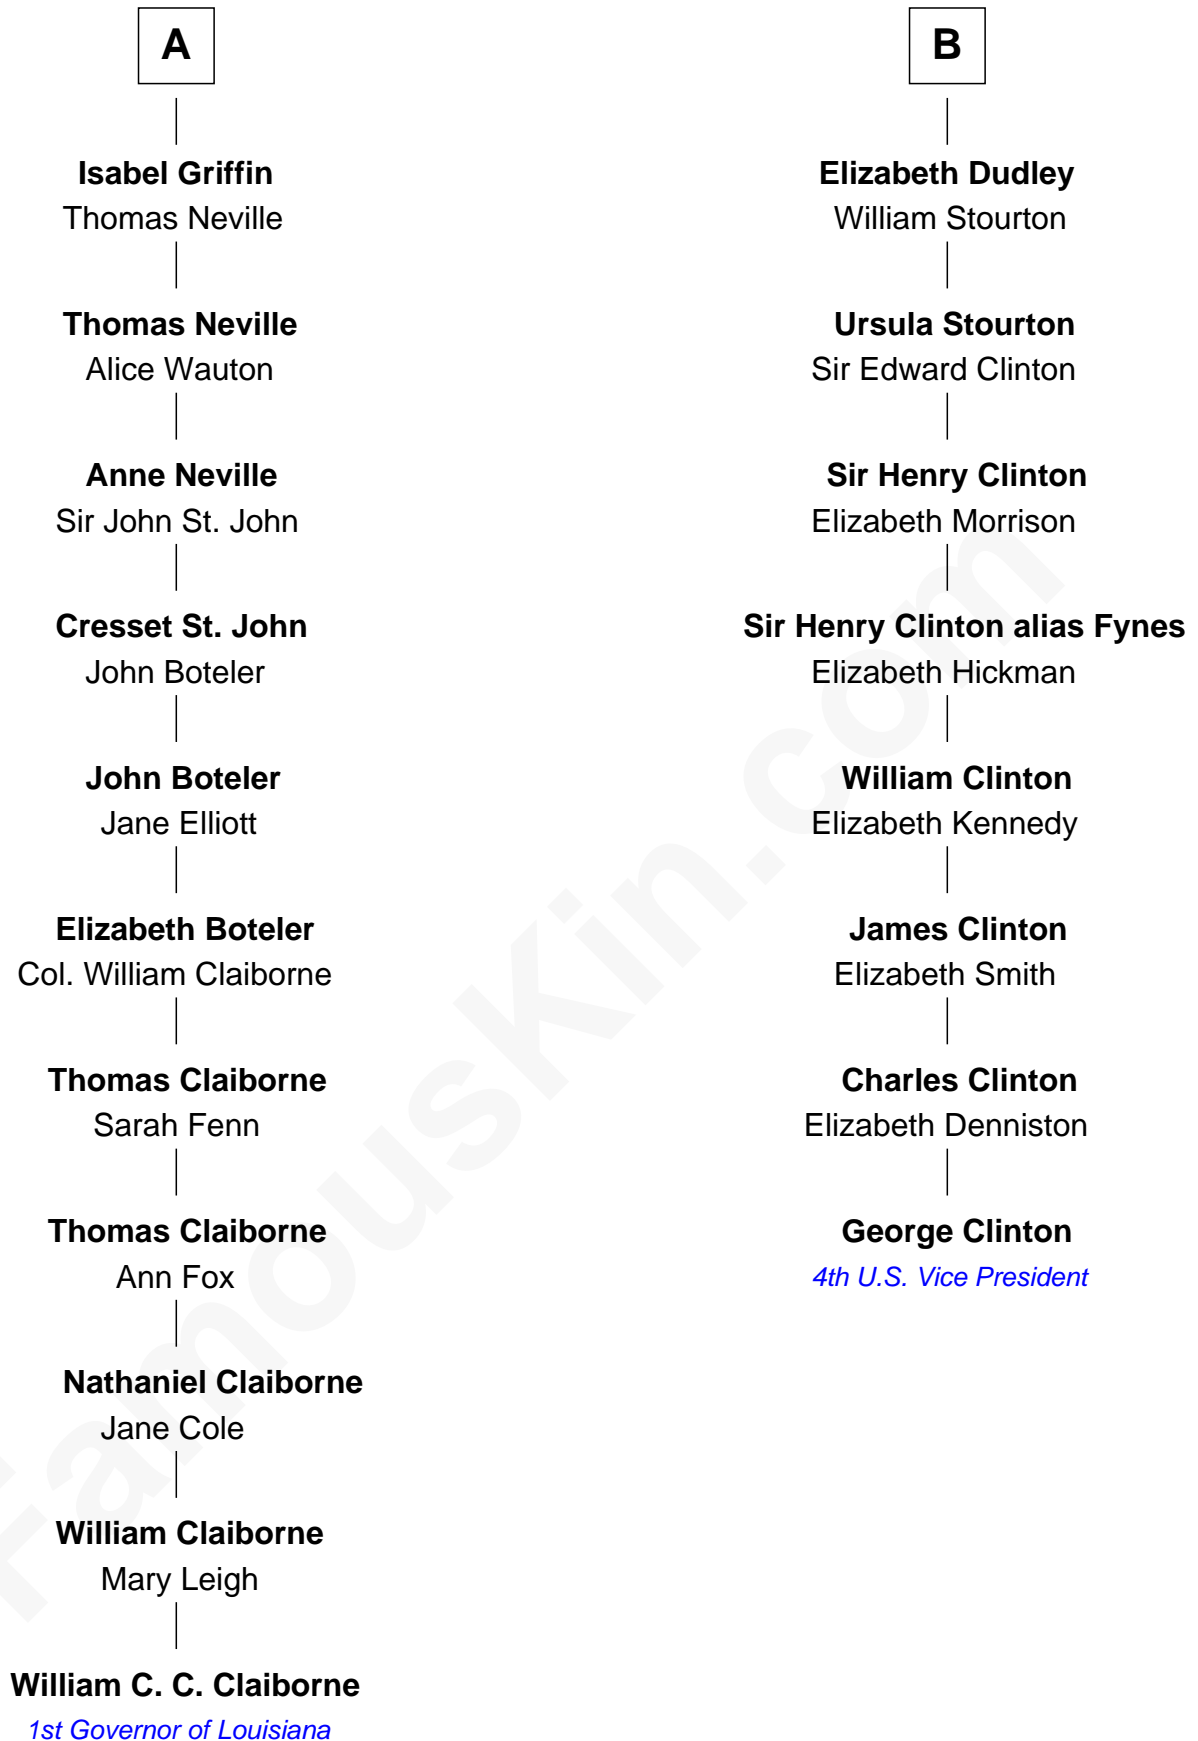 A
Isabel Griffin
Thomas Neville
Thomas Neville
Alice Wauton
Anne Neville
Sir John St. John
Cresset St. John
John Boteler
John Boteler
Jane Elliott
Elizabeth Boteler
Col. William Claiborne
Thomas Claiborne
Sarah Fenn
Thomas Claiborne
Ann Fox
Nathaniel Claiborne
Jane Cole
William Claiborne
Mary Leigh
William C. C. Claiborne
1st Governor of Louisiana
B
Elizabeth Dudley
William Stourton
Ursula Stourton
Sir Edward Clinton
Sir Henry Clinton
Elizabeth Morrison
Sir Henry Clinton alias Fynes
Elizabeth Hickman
William Clinton
Elizabeth Kennedy
James Clinton
Elizabeth Smith
Charles Clinton
Elizabeth Denniston
George Clinton
4th U.S. Vice President
FamousKin.com